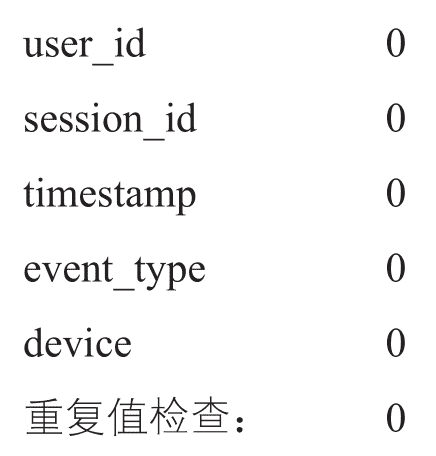 user_id 0
session_id 0
timestamp 0
event_type 0
device 0
重复值检查： 0